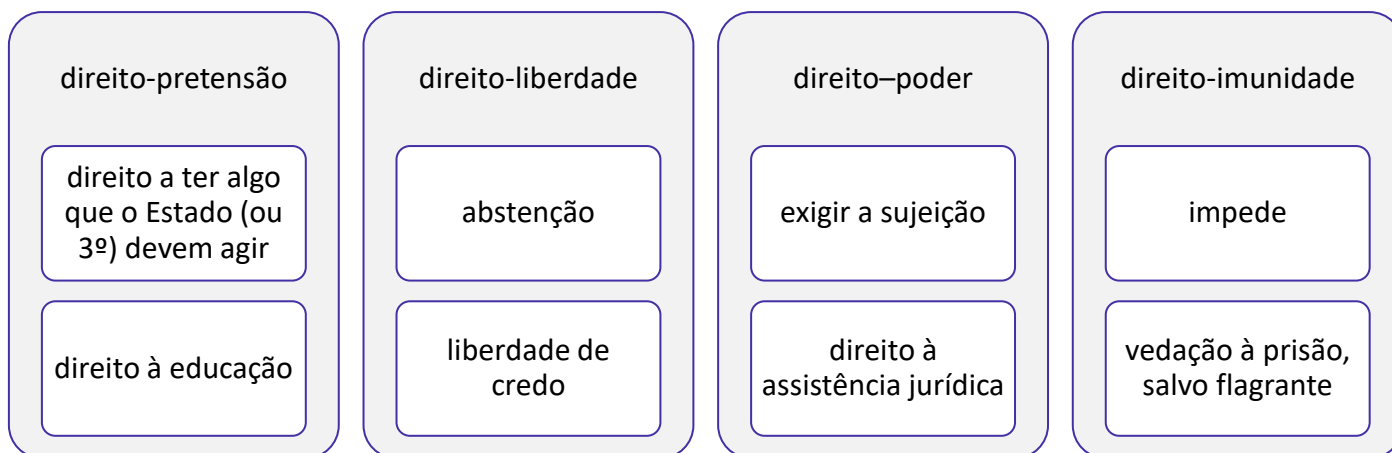 direito-pretensão
direito a ter algo
que o Estado (ou
3º) devem agir
direito à educação
direito-liberdade
abstenção
liberdade de
credo
direito–poder
exigir a sujeição
direito à
assistência jurídica
direito-imunidade
impede
vedação à prisão,
salvo flagrante